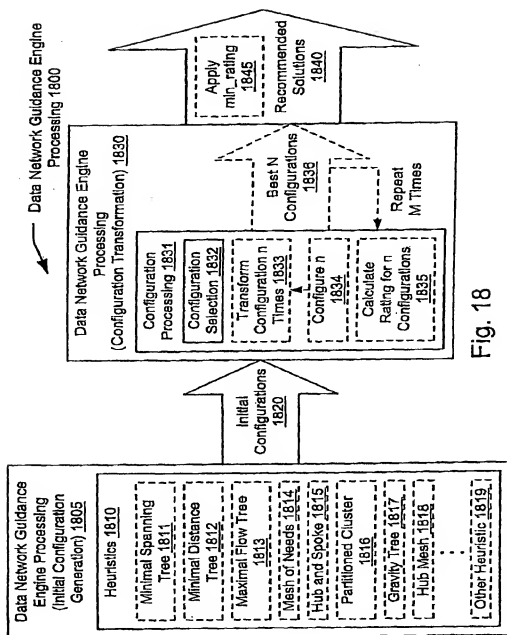 Data Network Guidance Engine
Processing 1800
Data Network Guidance
Engine Processing
(Initial Configuration
Generation) 1805
Heuristics 1810
Minimal Spanning
Tree 1811
Minimal Distance
Tree 1812
Maximal Flow Tree
1813
Mesh of Needs 1814
Hub and Spoke 1815
Partitioned Cluster
1816
Gravity Tree 1817
Hub Mesh 1818
Other Heuristic 1819
Initial
Configurations
1820
Data Network Guidance Engine
Processing
(Configuration Transformation) 1830
Configuration
Processing 1831
Configuration
Selection 1832
Transform
Configuration n
Times 1833
Configure n
1834
Calculate
Rating for n
Configurations
1835
Best N
Configurations
1836
Repeat
M Times
Apply
min_rating
1845
Recommended
Solutions
1840
Fig. 18